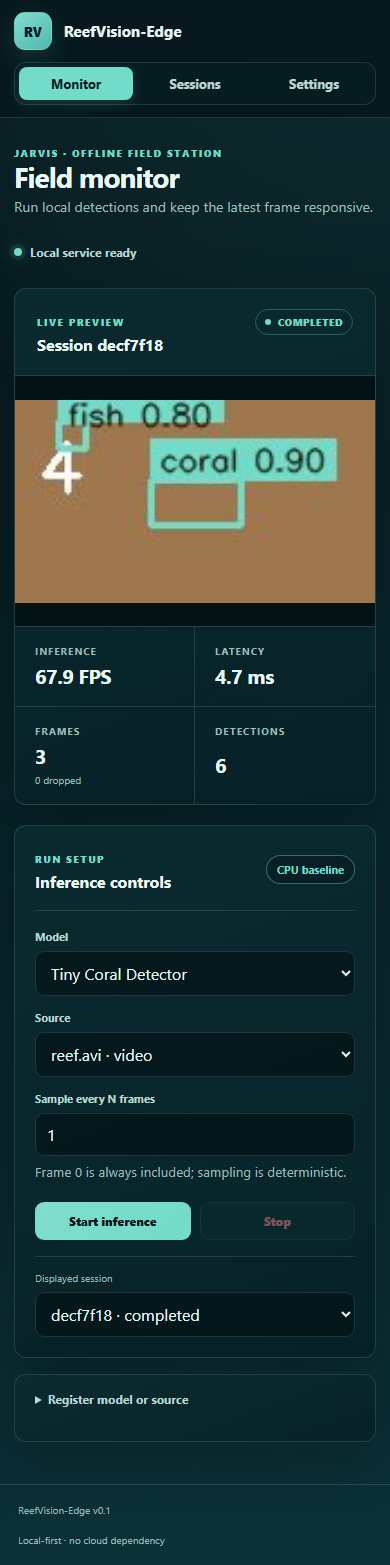 RV
ReefVision-Edge
Monitor
Sessions
Settings
JARVIS · OFFLINE FIELD STATION
Field monitor
Run local detections and keep the latest frame responsive.
Local service ready
LIVE PREVIEW
COMPLETED
Session decf7f18
fish 0.80
4
coral 0.90
INFERENCE
67.9 FPS
LATENCY
4.7 ms
FRAMES
3
0 dropped
DETECTIONS
6
RUN SETUP
Inference controls
CPU baseline
Model
Tiny Coral Detector
Source
reef.avi · video
Sample every N frames
1
Frame 0 is always included; sampling is deterministic.
Start inference
Stop
Displayed session
decf7f18 · completed
Register model or source
ReefVision-Edge v0.1
Local-first · no cloud dependency